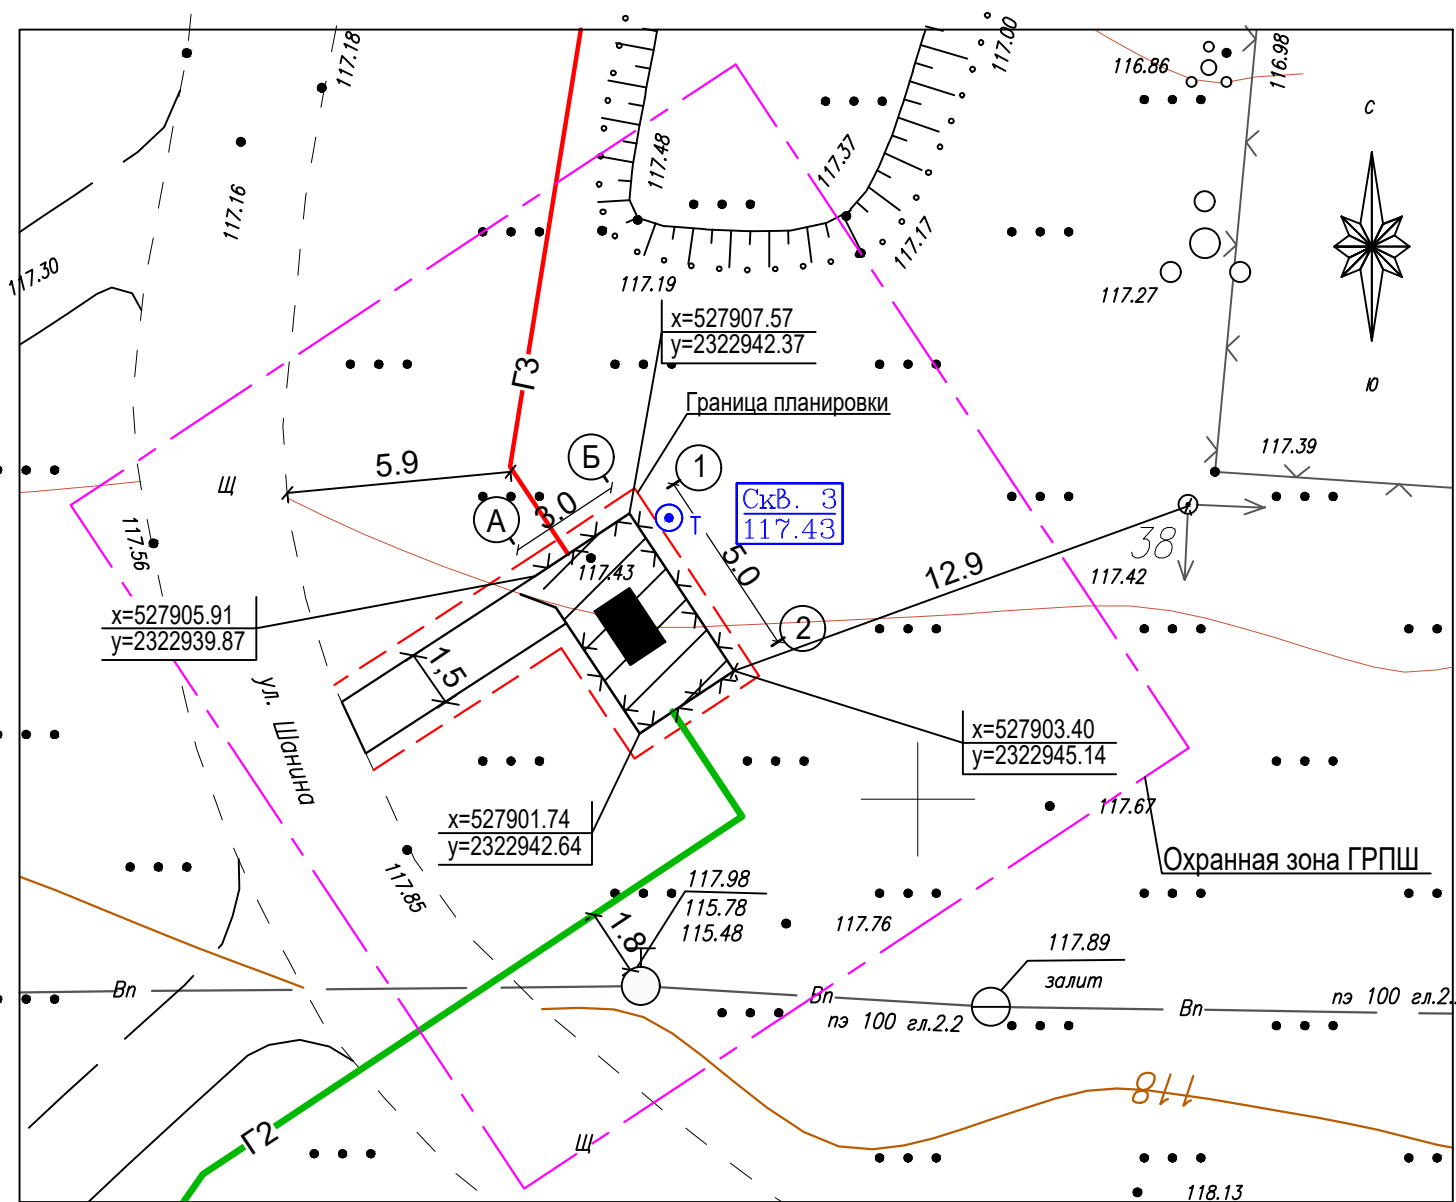 117.18
117.00
116.86
116.98
с
117.48
117.37
117.16
117.17
117.30
117.19
117.27
x=527907.57
y=2322942.37
ю
Г3
Граница планировки
5.9
Б
1
117.39
Щ
А
3.0
Скв. 3
117.43
Т
117.56
38
117.43
5.0
12.9
117.42
x=527905.91
y=2322939.87
2
1,5
ул. Шанина
x=527903.40
y=2322945.14
x=527901.74
y=2322942.64
117.67
Охранная зона ГРПШ
117.85
117.98
115.78
115.48
1.8
117.76
117.89
залит
Вп
Вп
Вп
пэ 100 гл.2.2
пэ 100 гл.2.
118
Г2
Щ
118.13